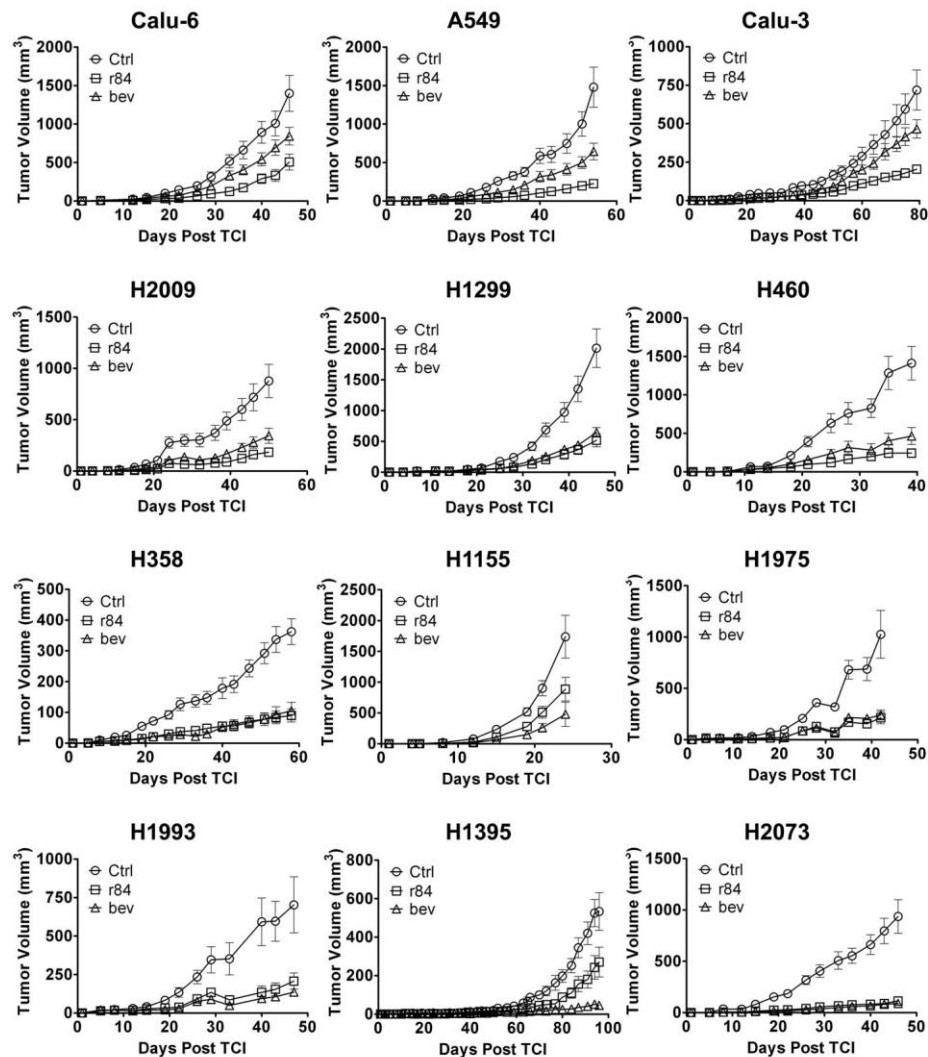 Calu-6
A549
Calu-3
Tumor Volume (mm³)
2000
1500
1000
500
0
Ctrl
r84
bev
0 10 20 30 40 50
Days Post TCI
Tumor Volume (mm³)
2000
1500
1000
500
0
Ctrl
r84
bev
0 20 40 60
Days Post TCI
Tumor Volume (mm³)
1000
750
500
250
0
Ctrl
r84
bev
0 20 40 60 80
Days Post TCI
H2009
H1299
H460
Tumor Volume (mm³)
1500
1000
500
0
Ctrl
r84
bev
0 20 40 60
Days Post TCI
Tumor Volume (mm³)
2500
2000
1500
1000
500
0
Ctrl
r84
bev
0 10 20 30 40 50
Days Post TCI
Tumor Volume (mm³)
2000
1500
1000
500
0
Ctrl
r84
bev
0 10 20 30 40
Days Post TCI
H358
H1155
H1975
Tumor Volume (mm³)
500
400
300
200
100
0
Ctrl
r84
bev
0 20 40 60
Days Post TCI
Tumor Volume (mm³)
2500
2000
1500
1000
500
0
Ctrl
r84
bev
0 10 20 30
Days Post TCI
Tumor Volume (mm³)
1500
1000
500
0
Ctrl
r84
bev
0 10 20 30 40 50
Days Post TCI
H1993
H1395
H2073
Tumor Volume (mm³)
1000
750
500
250
0
Ctrl
r84
bev
0 10 20 30 40 50
Days Post TCI
Tumor Volume (mm³)
800
600
400
200
0
Ctrl
r84
bev
0 20 40 60 80 100
Days Post TCI
Tumor Volume (mm³)
1500
1000
500
0
Ctrl
r84
bev
0 10 20 30 40 50
Days Post TCI